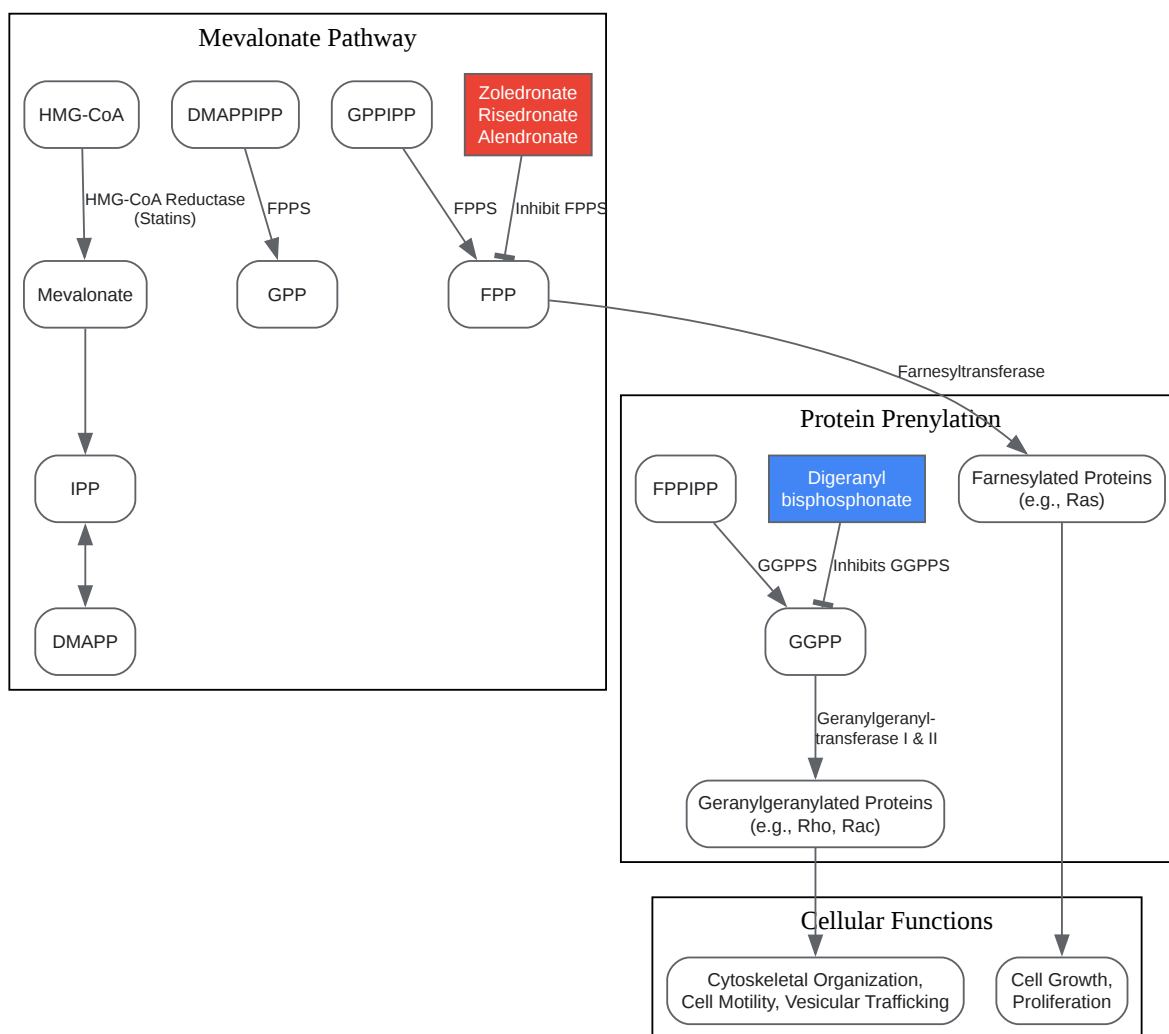 Mevalonate Pathway
HMG-CoA
DMAPPIPP
GPPIPP
Zoledronate
Risedronate
Alendronate
HMG-CoA Reductase
(Statins)
FPPS
FPPS
Inhibit FPPS
Mevalonate
GPP
FPP
Farnesyltransferase
Protein Prenylation
IPP
FPPIPP
Digeranyl
bisphosphonate
Farnesylated Proteins
(e.g., Ras)
GGPPS
Inhibits GGPPS
DMAPP
GGPP
Geranylgeranyl-
transferase I & II
Geranylgeranylated Proteins
(e.g., Rho, Rac)
Cellular Functions
Cytoskeletal Organization,
Cell Motility, Vesicular Trafficking
Cell Growth,
Proliferation